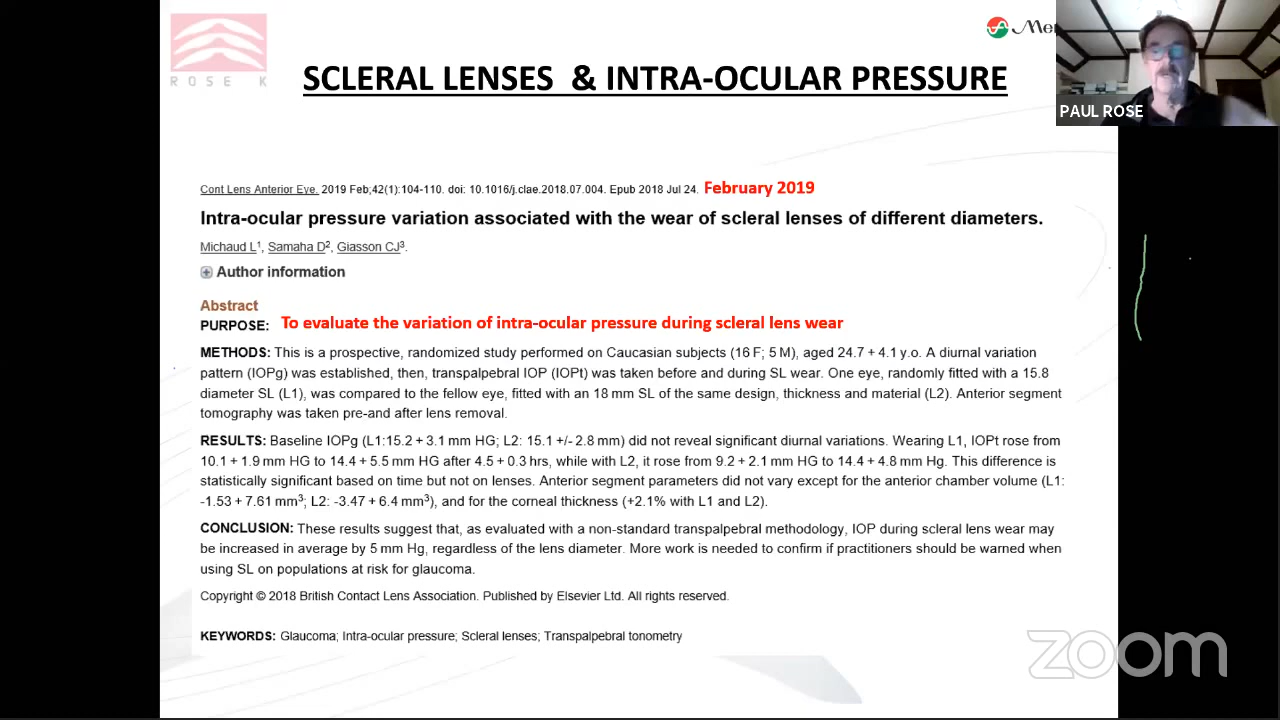 ROSE K
SCLERAL LENSES & INTRA-OCULAR PRESSURE
PAUL ROSE
Cont Lens Anterior Eye. 2019 Feb;42(1):104-110. doi: 10.1016/j.clae.2018.07.004. Epub 2018 Jul 24. February 2019
Intra-ocular pressure variation associated with the wear of scleral lenses of different diameters.
Michaud L1, Samaha D2, Giasson CJ3.
Author information
Abstract
PURPOSE: To evaluate the variation of intra-ocular pressure during scleral lens wear
METHODS: This is a prospective, randomized study performed on Caucasian subjects (16 F; 5 M), aged 24.7 + 4.1 y.o. A diurnal variation
pattern (IOPg) was established, then, transpalpebral IOP (IOPt) was taken before and during SL wear. One eye, randomly fitted with a 15.8
diameter SL (L1), was compared to the fellow eye, fitted with an 18 mm SL of the same design, thickness and material (L2). Anterior segment
tomography was taken pre-and after lens removal.
RESULTS: Baseline IOPg (L1:15.2 + 3.1 mm HG; L2: 15.1 +/- 2.8 mm) did not reveal significant diurnal variations. Wearing L1, IOPt rose from
10.1 + 1.9 mm HG to 14.4 + 5.5 mm HG after 4.5 + 0.3 hrs, while with L2, it rose from 9.2 + 2.1 mm HG to 14.4 + 4.8 mm Hg. This difference is
statistically significant based on time but not on lenses. Anterior segment parameters did not vary except for the anterior chamber volume (L1:
-1.53 + 7.61 mm³; L2: -3.47 + 6.4 mm³), and for the corneal thickness (+2.1% with L1 and L2).
CONCLUSION: These results suggest that, as evaluated with a non-standard transpalpebral methodology, IOP during scleral lens wear may
be increased in average by 5 mm Hg, regardless of the lens diameter. More work is needed to confirm if practitioners should be warned when
using SL on populations at risk for glaucoma.
Copyright © 2018 British Contact Lens Association. Published by Elsevier Ltd. All rights reserved.
KEYWORDS: Glaucoma; Intra-ocular pressure; Scleral lenses; Transpalpebral tonometry
zoom